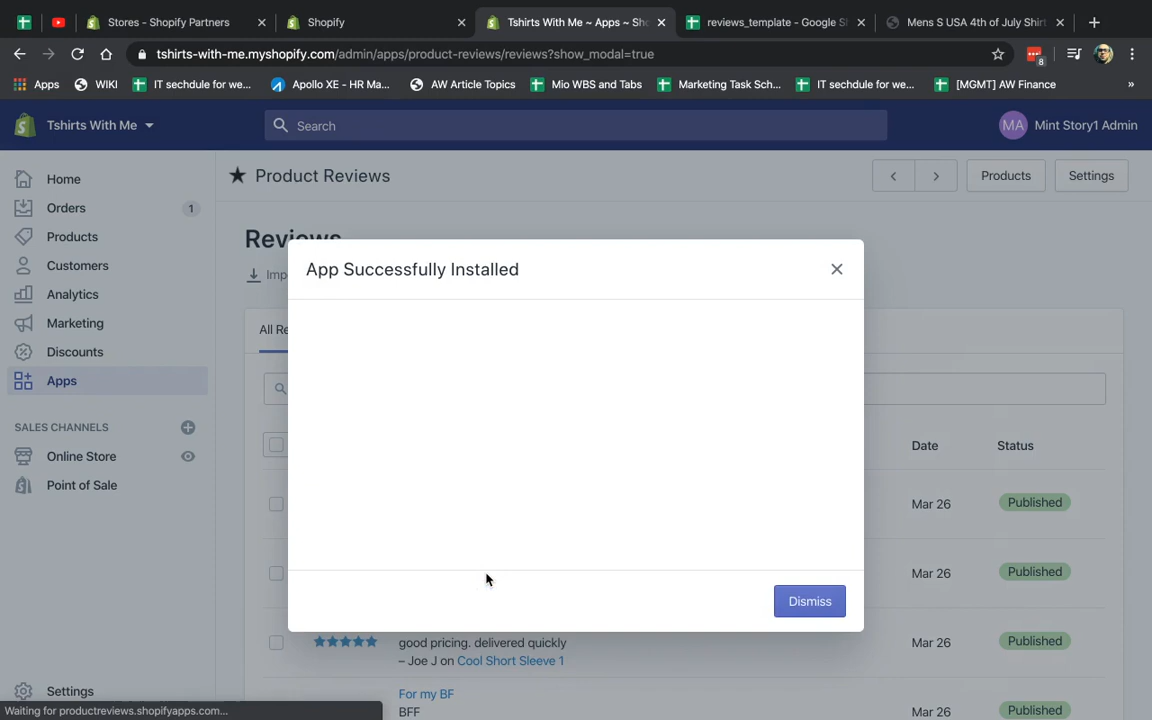 Stores - Shopify Partners
Shopify
Tshirts With Me ~ Apps ~ Sho
reviews_template - Google S
Mens S USA 4th of July Shirt
tshirts-with-me.myshopify.com/admin/apps/product-reviews/reviews?show_modal=true
8
Apps
WIKI
IT sechdule for we...
Apollo XE - HR Ma...
AW Article Topics
Mio WBS and Tabs
Marketing Task Sch...
IT sechdule for we...
[MGMT] AW Finance
»
Tshirts With Me
Search
MA
Mint Story1 Admin
Home
Orders
1
Products
Customers
Analytics
Marketing
Discounts
Apps
SALES CHANNELS
Online Store
Point of Sale
Settings
Product Reviews
Products
Settings
Reviews
Imp
All Re
App Successfully Installed
Dismiss
Date
Status
Mar 26
Published
Mar 26
Published
good pricing. delivered quickly
– Joe J on Cool Short Sleeve 1
Mar 26
Published
For my BF
BFF
Mar 26
Published
Waiting for productreviews.shopifyapps.com...